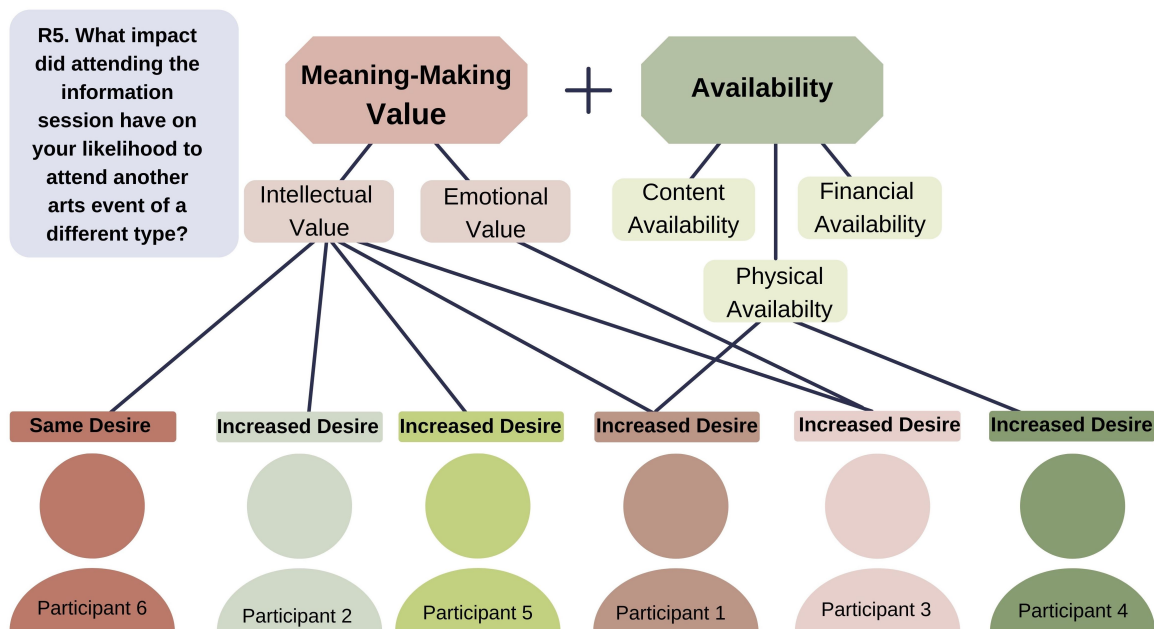 R5. What impact
did attending the
information
session have on
your likelihood to
attend another
arts event of a
different type?
Meaning-Making
Value
Availability
Intellectual
Value
Emotional
Value
Content
Availability
Financial
Availability
Physical
Availabilty
Same Desire
Increased Desire
Increased Desire
Increased Desire
Increased Desire
Increased Desire
Participant 6
Participant 2
Participant 5
Participant 1
Participant 3
Participant 4